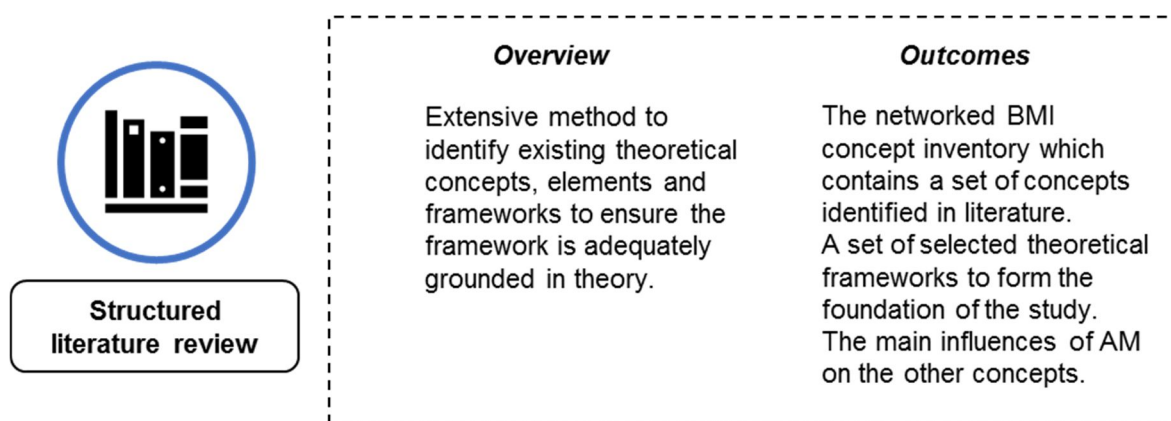 Structured
literature review
Overview
Extensive method to
identify existing theoretical
concepts, elements and
frameworks to ensure the
framework is adequately
grounded in theory.
Outcomes
The networked BMI
concept inventory which
contains a set of concepts
identified in literature.
A set of selected theoretical
frameworks to form the
foundation of the study.
The main influences of AM
on the other concepts.